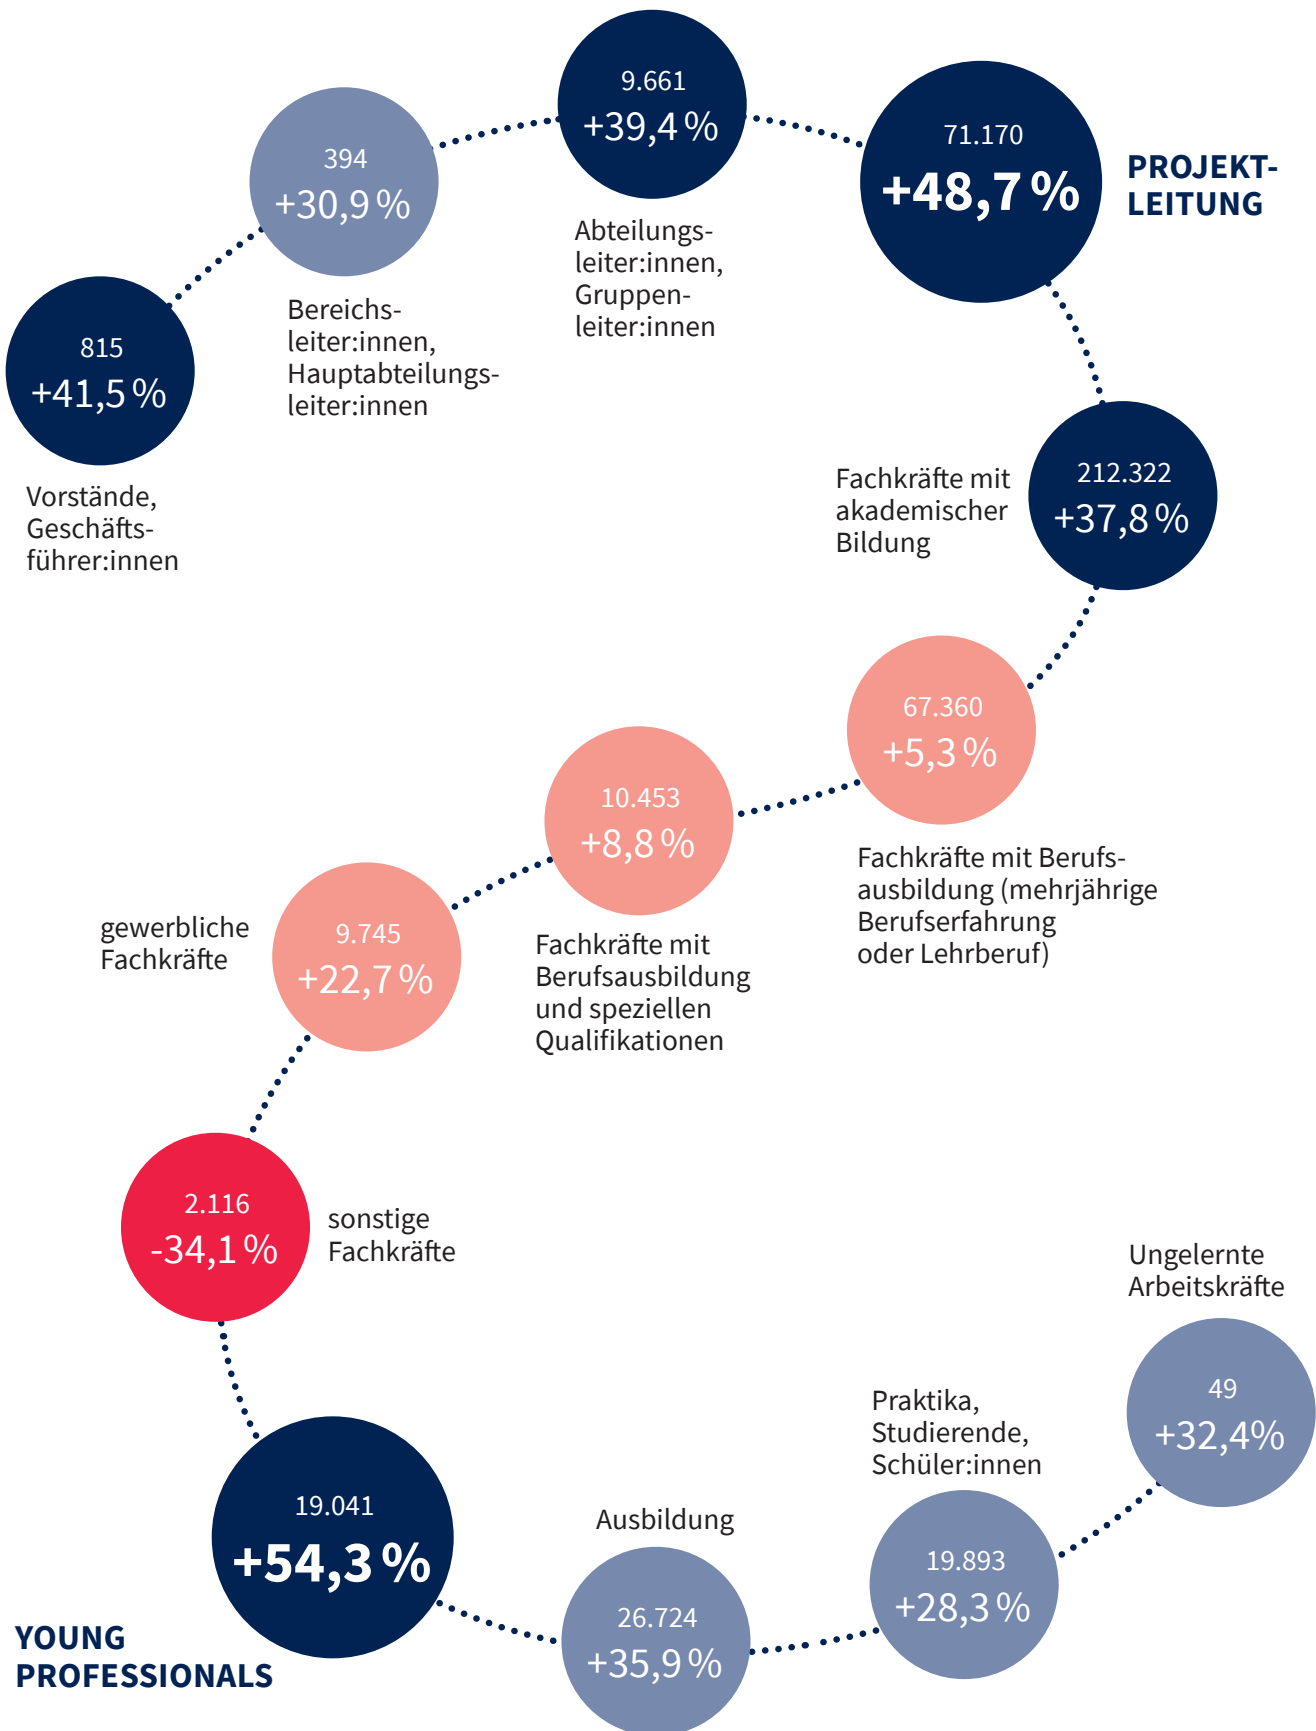 815
+41,5 %
Vorstände,
Geschäfts-
führer:innen
394
+30,9 %
Bereichs-
leiter:innen,
Hauptabteilungs-
leiter:innen
9.661
+39,4 %
Abteilungs-
leiter:innen,
Gruppen-
leiter:innen
71.170
+48,7 %
PROJEKT-
LEITUNG
212.322
+37,8 %
Fachkräfte mit
akademischer
Bildung
67.360
+5,3 %
Fachkräfte mit Berufs-
ausbildung (mehrjährige
Berufserfahrung
oder Lehrberuf)
10.453
+8,8 %
Fachkräfte mit
Berufsausbildung
und speziellen
Qualifikationen
9.745
+22,7 %
gewerbliche
Fachkräfte
2.116
-34,1 %
sonstige
Fachkräfte
19.041
+54,3 %
YOUNG
PROFESSIONALS
Ausbildung
26.724
+35,9 %
Praktika,
Studierende,
Schüler:innen
19.893
+28,3 %
Ungelernte
Arbeitskräfte
49
+32,4%